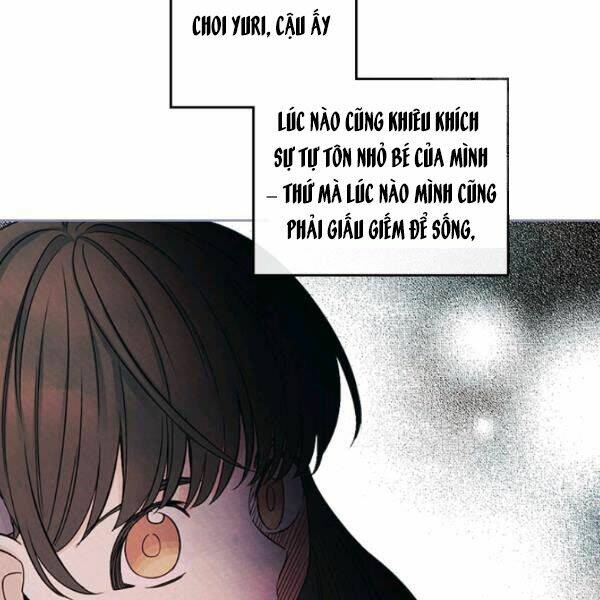 CHOI YURI, CẬU ẤY
LÚC NÀO CŨNG KHIÊU KHÍCH
SỰ TỰ TÔN NHỎ BÉ CỦA MÌNH
– THỨ MÀ LÚC NÀO MÌNH CŨNG
PHẢI GIẤU GIẾM ĐỂ SỐNG,